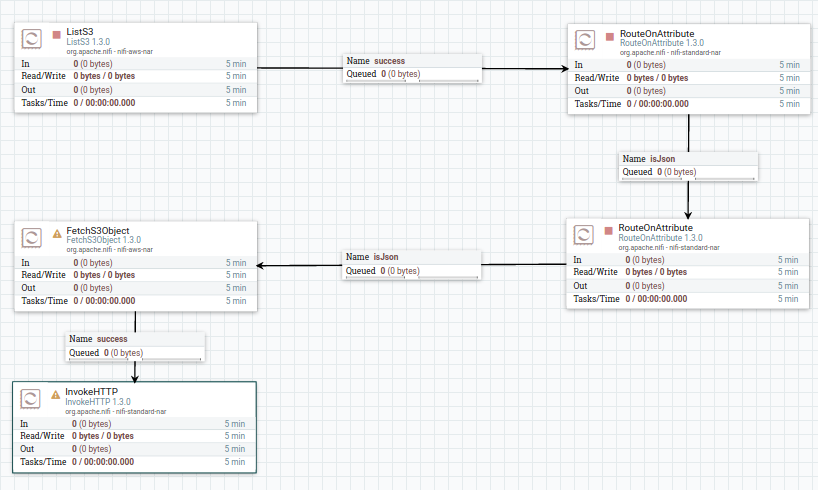 ListS3
ListS3 1.3.0
org.apache.nifi - nifi-aws-nar
In 0 (0 bytes) 5 min
Read/Write 0 bytes / 0 bytes 5 min
Out 0 (0 bytes) 5 min
Tasks/Time 0 / 00:00:00.000 5 min
Name success
Queued 0 (0 bytes)
RouteOnAttribute
RouteOnAttribute 1.3.0
org.apache.nifi - nifi-standard-nar
In 0 (0 bytes) 5 min
Read/Write 0 bytes / 0 bytes 5 min
Out 0 (0 bytes) 5 min
Tasks/Time 0 / 00:00:00.000 5 min
Name isJson
Queued 0 (0 bytes)
RouteOnAttribute
RouteOnAttribute 1.3.0
org.apache.nifi - nifi-standard-nar
In 0 (0 bytes) 5 min
Read/Write 0 bytes / 0 bytes 5 min
Out 0 (0 bytes) 5 min
Tasks/Time 0 / 00:00:00.000 5 min
Name isJson
Queued 0 (0 bytes)
FetchS3Object
FetchS3Object 1.3.0
org.apache.nifi - nifi-aws-nar
In 0 (0 bytes) 5 min
Read/Write 0 bytes / 0 bytes 5 min
Out 0 (0 bytes) 5 min
Tasks/Time 0 / 00:00:00.000 5 min
Name success
Queued 0 (0 bytes)
InvokeHTTP
InvokeHTTP 1.3.0
org.apache.nifi - nifi-standard-nar
In 0 (0 bytes) 5 min
Read/Write 0 bytes / 0 bytes 5 min
Out 0 (0 bytes) 5 min
Tasks/Time 0 / 00:00:00.000 5 min